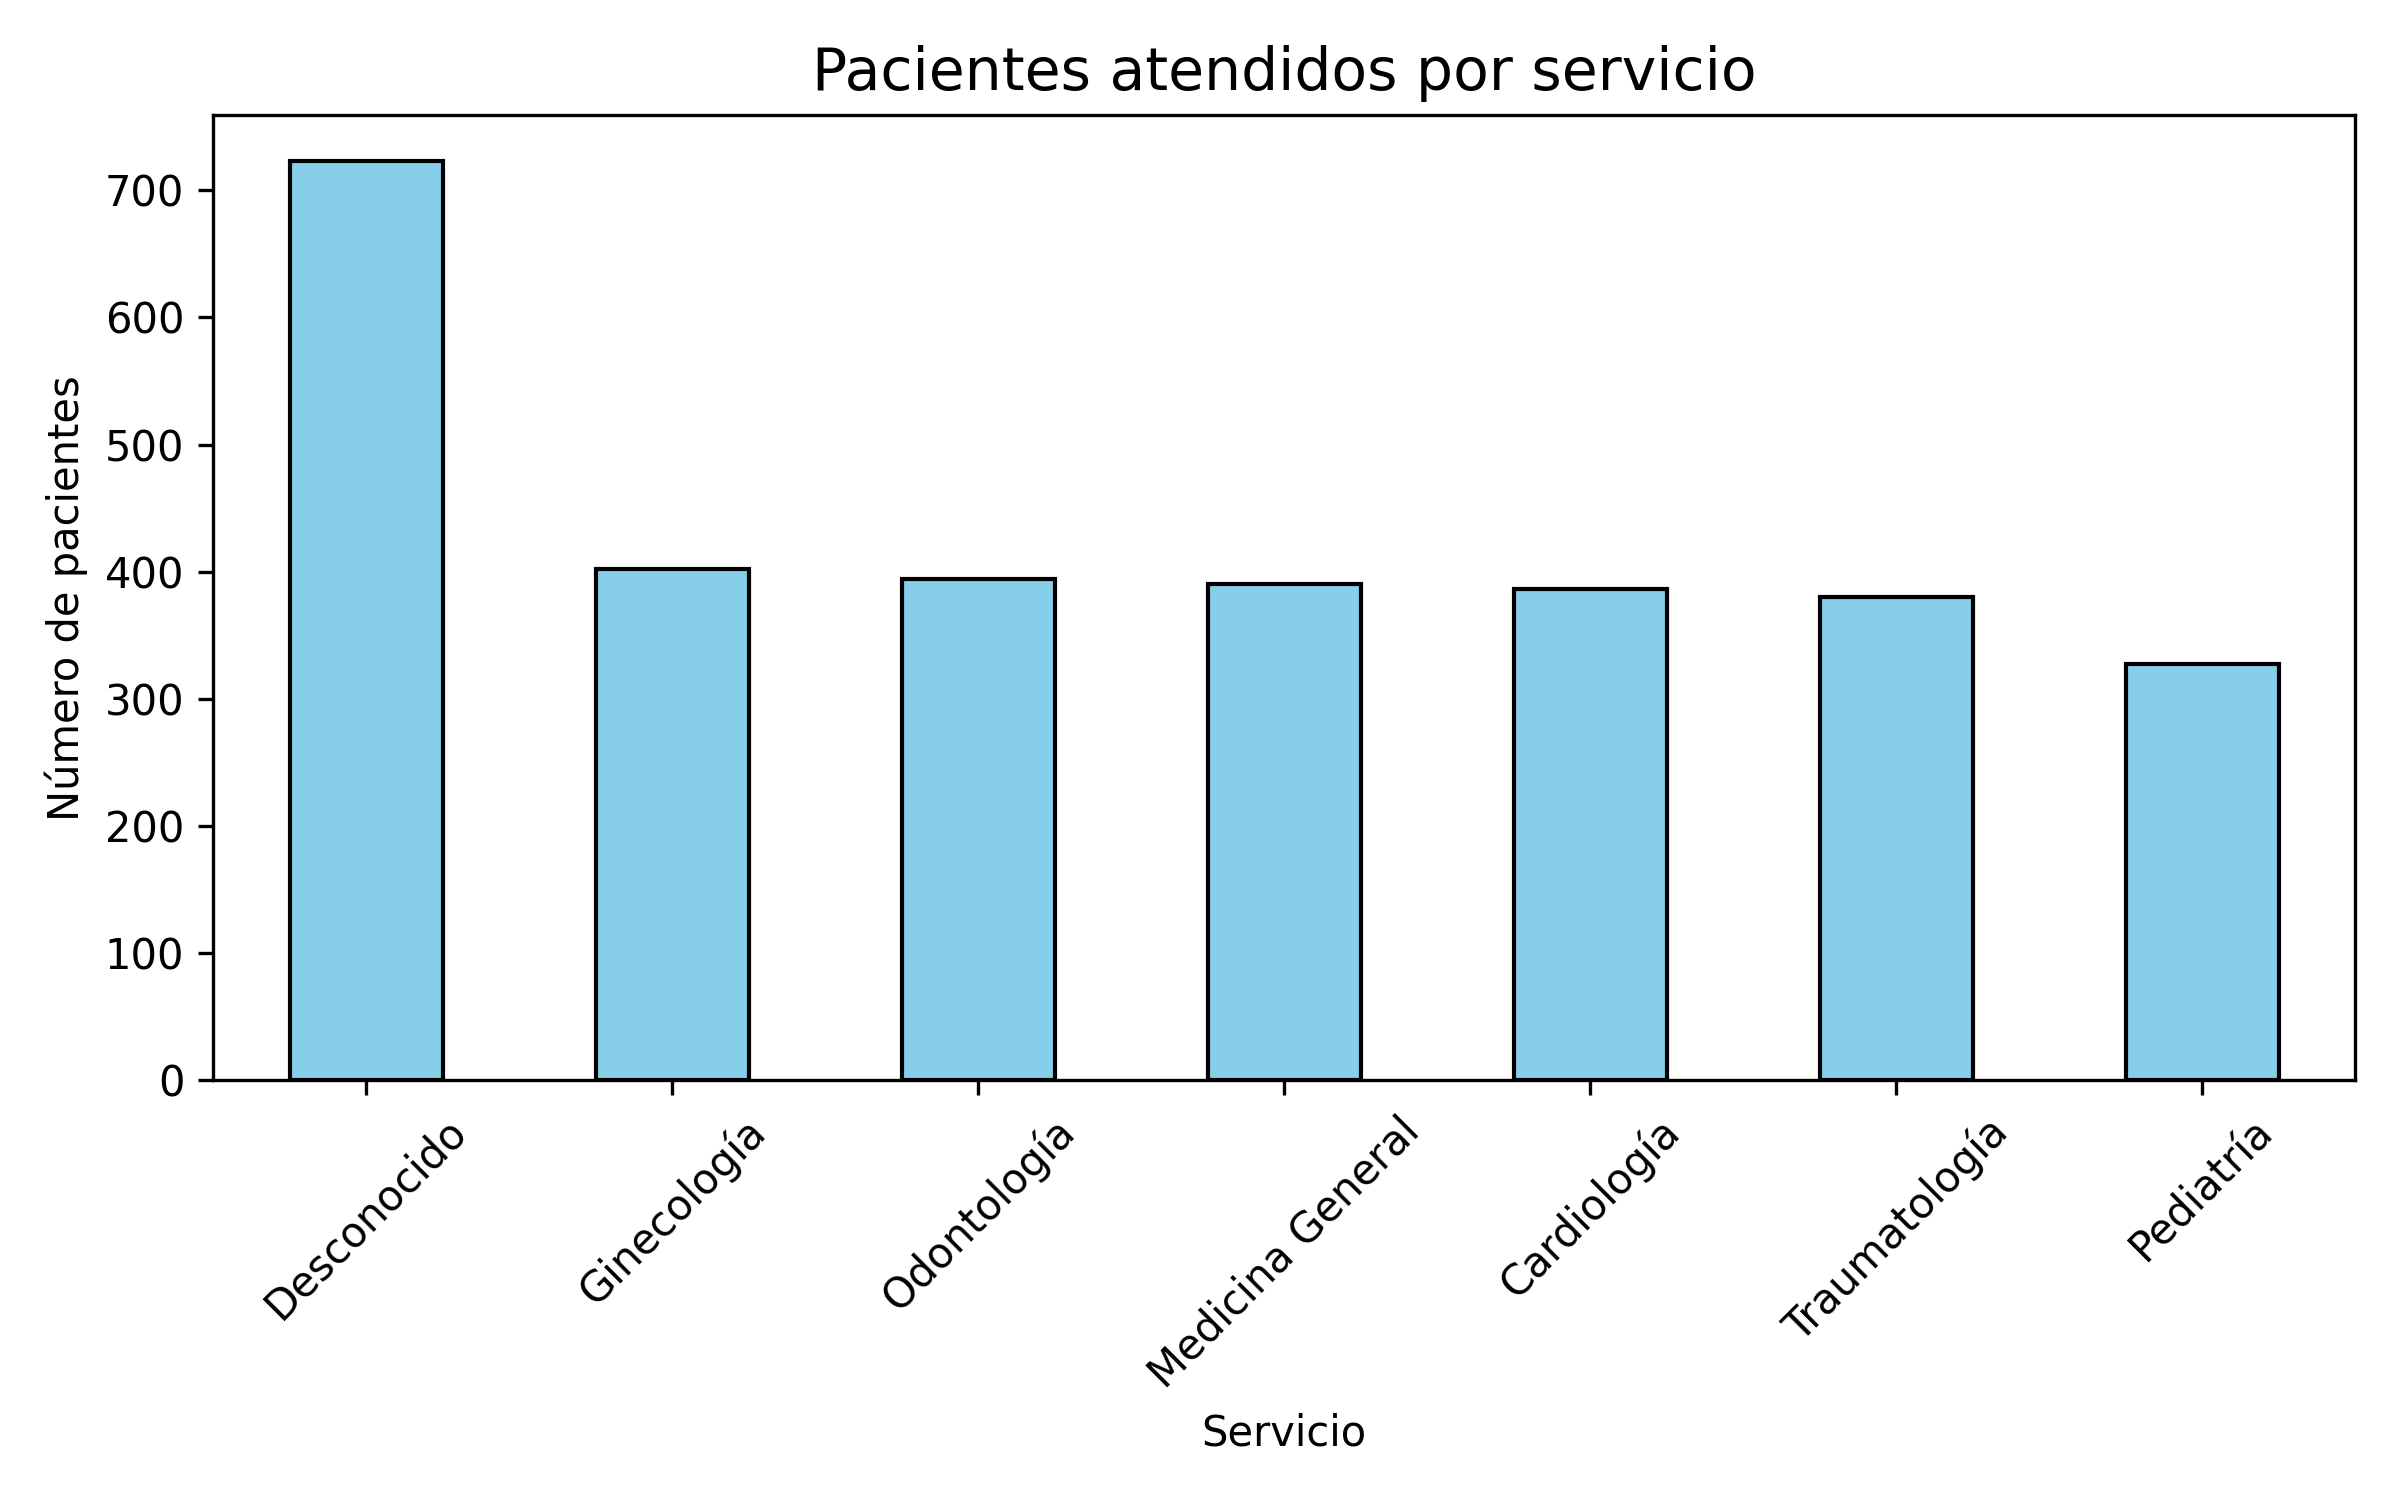 Pacientes atendidos por servicio
Número de pacientes
700
600
500
400
300
200
100
0
Desconocido
Ginecología
Odontología
Medicina General
Cardiología
Traumatología
Pediatría
Servicio